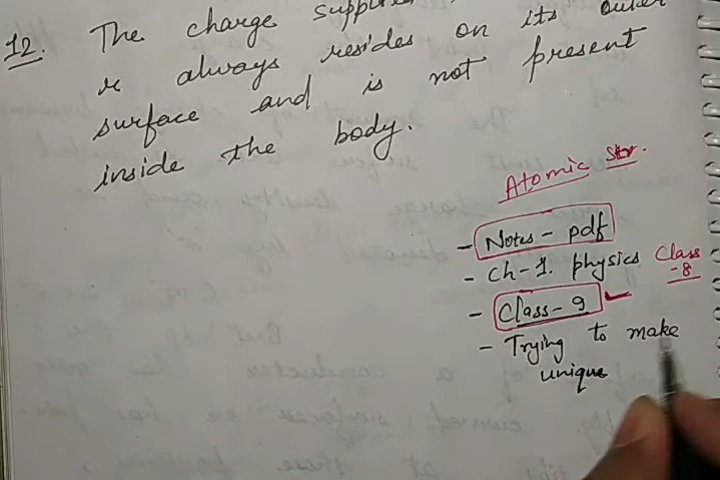 12. The charge
is always resides on its outer
surface and is not present
inside the body.
Atomic Str.
- Notes - pdf
- Ch-1. physics Class
-8
- Class - 9
- Trying to make
unique